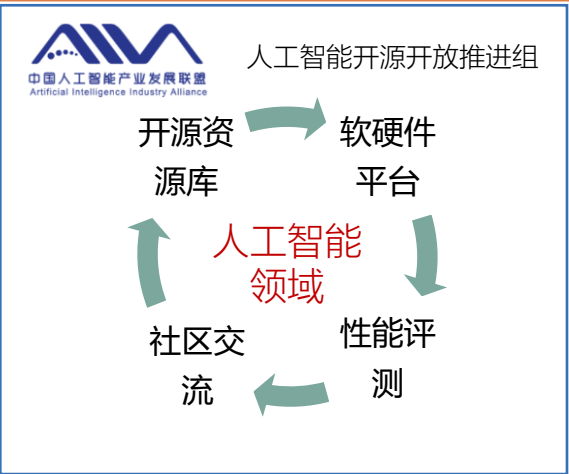 AIIA
中国人工智能产业发展联盟
Artificial Intelligence Industry Alliance
人工智能开源开放推进组
开源资
源库
软硬件
平台
人工智能
领域
社区交
流
性能评
测